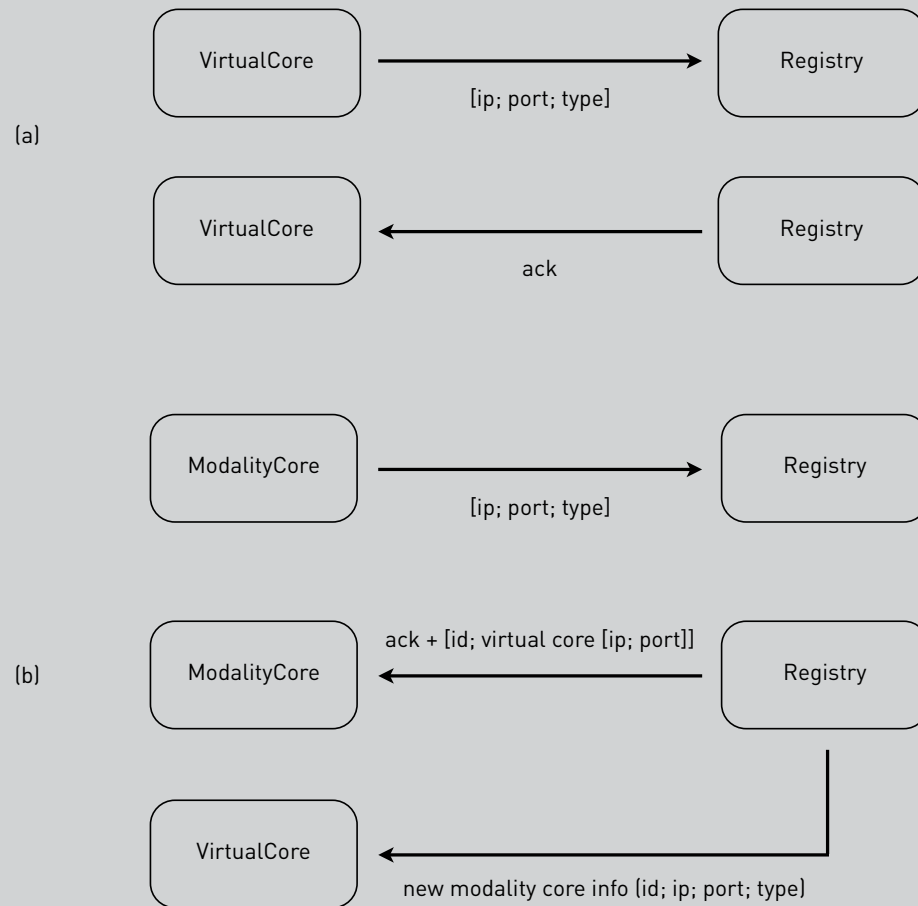 VirtualCore
Registry
[ip; port; type]
(a)
VirtualCore
Registry
ack
ModalityCore
Registry
[ip; port; type]
ack + [id; virtual core [ip; port]]
(b)
ModalityCore
Registry
VirtualCore
new modality core info (id; ip; port; type)